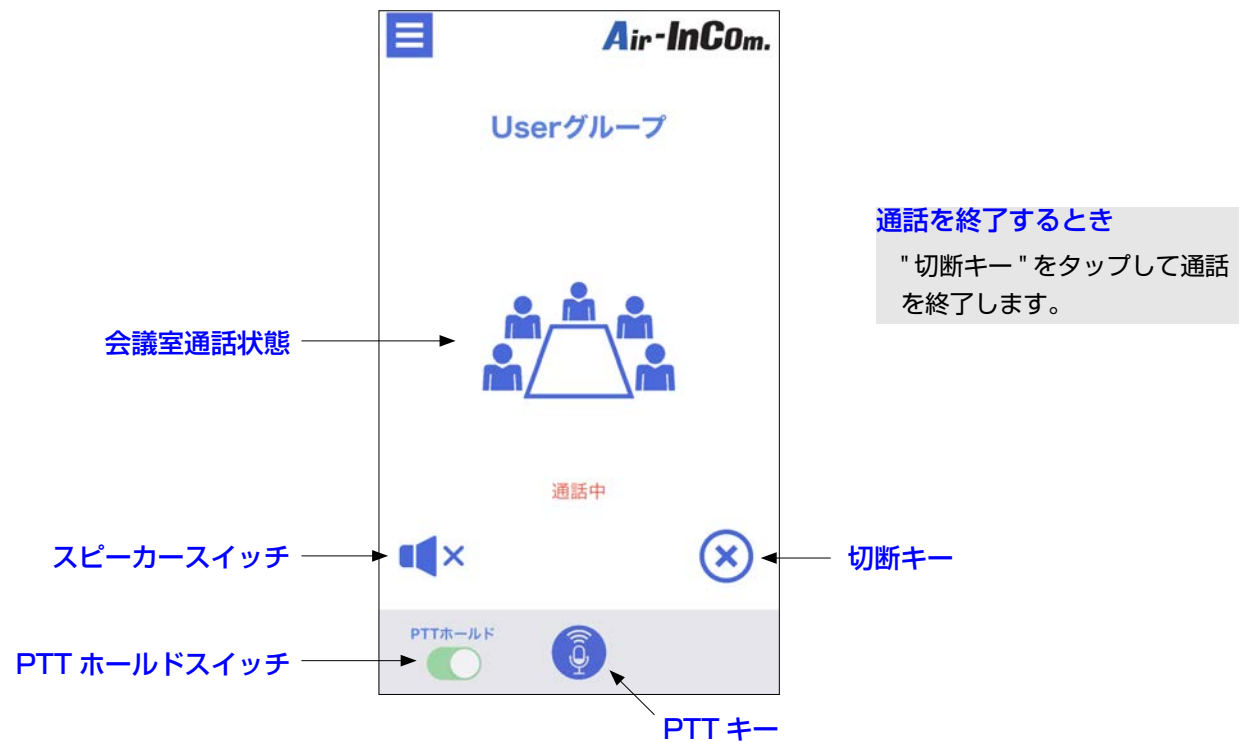 Air-InCOm.
Userグループ
通話を終了するとき
"切断キー"をタップして通話
を終了します。
会議室通話状態
通話中
スピーカースイッチ
切断キー
PTTホールド
PTT ホールドスイッチ
PTT キー